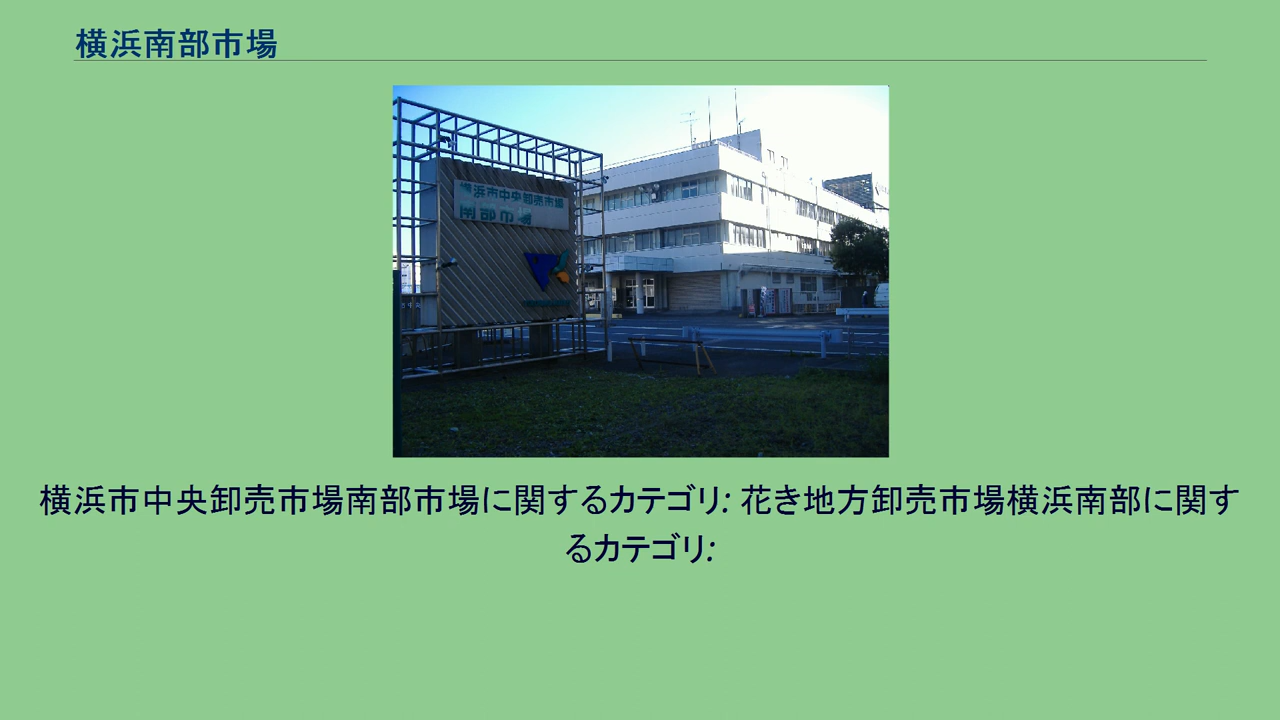 横浜南部市場
横浜市中央卸売市場
南部市場
横浜市中央卸売市場南部市場に関するカテゴリ: 花き地方卸売市場横浜南部に関す
るカテゴリ: